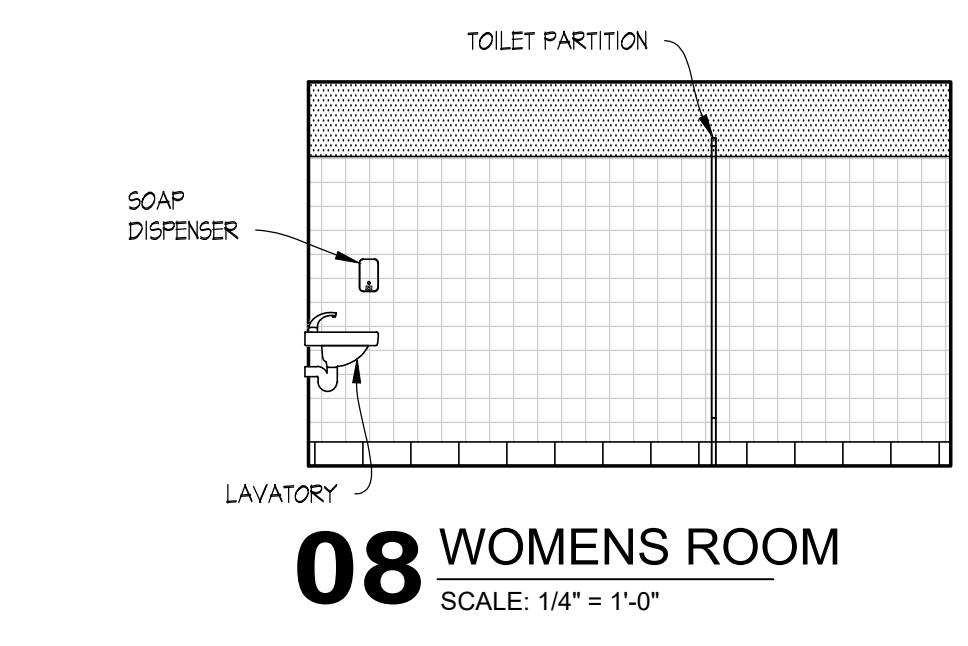 TOILET PARTITION
SOAP
DISPENSER
LAVATORY
08 WOMENS ROOM
SCALE: 1/4" = 1'-0"